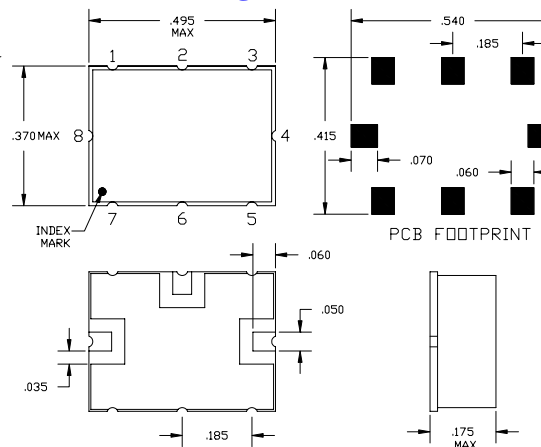 .495
MAX
.540
.185
1 2 3
.370 MAX
8
4
.415
.070
.060
INDEX
MARK
7 6 5
PCB FOOTPRINT
.060
.050
.035
.185
.175
MAX